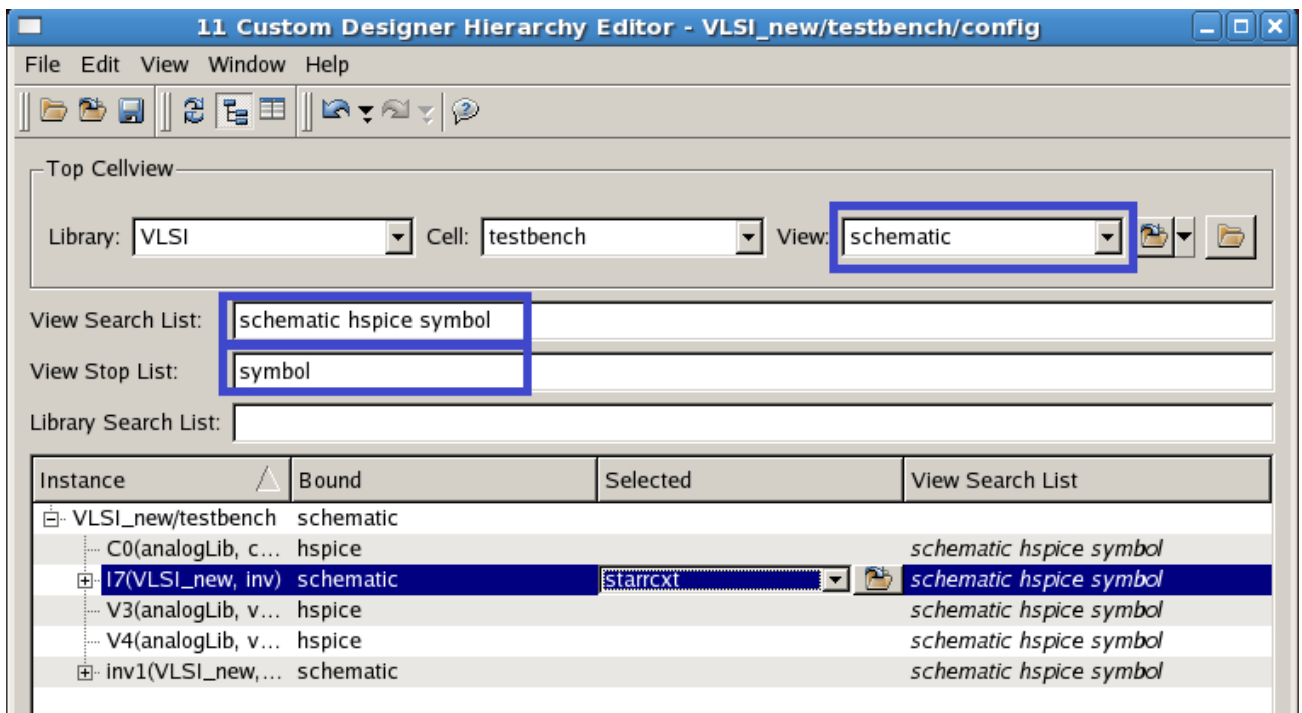 11 Custom Designer Hierarchy Editor - VLSI_new/testbench/config
File Edit View Window Help
Top Cellview
Library: VLSI Cell: testbench View: schematic
View Search List: schematic hspice symbol
View Stop List: symbol
Library Search List:
Instance Bound Selected View Search List
VLSI_new/testbench schematic
C0(analogLib, c... hspice schematic hspice symbol
I7(VLSI_new, inv) schematic starrcxt schematic hspice symbol
V3(analogLib, v... hspice schematic hspice symbol
V4(analogLib, v... hspice schematic hspice symbol
inv1(VLSI_new,... schematic schematic hspice symbol